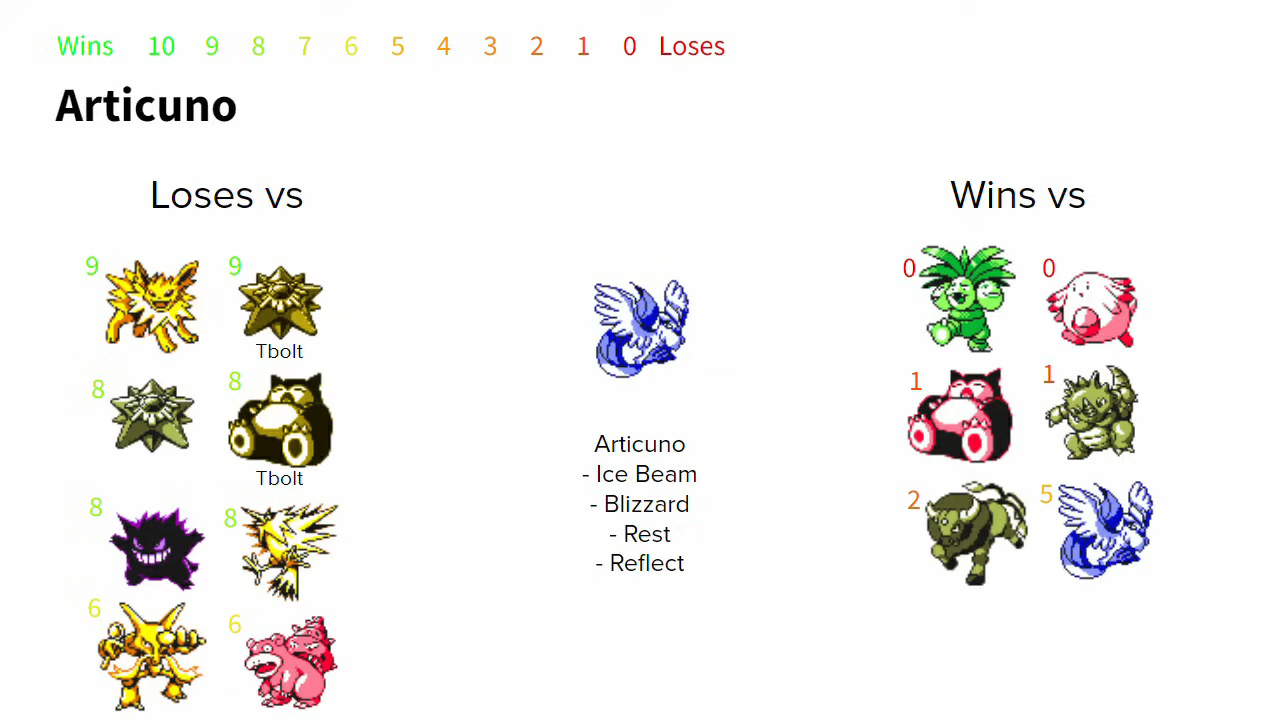 Wins 10 9 8 7 6 5 4 3 2 1 0 Loses
Articuno
Loses vs
9 9
Tbolt
8 8
Tbolt
8 8
6 6
Articuno
- Ice Beam
- Blizzard
- Rest
- Reflect
Wins vs
0 0
1 1
2 5